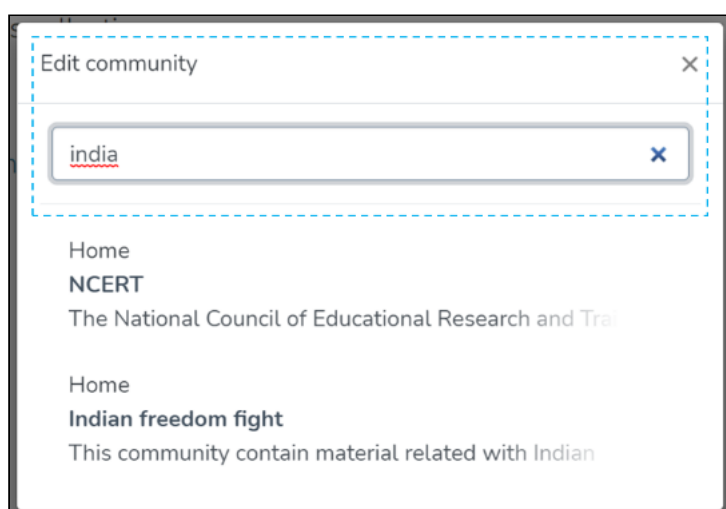 Edit community ×
india ×
Home
NCERT
The National Council of Educational Research and
Home
Indian freedom fight
This community contain material related with Indian